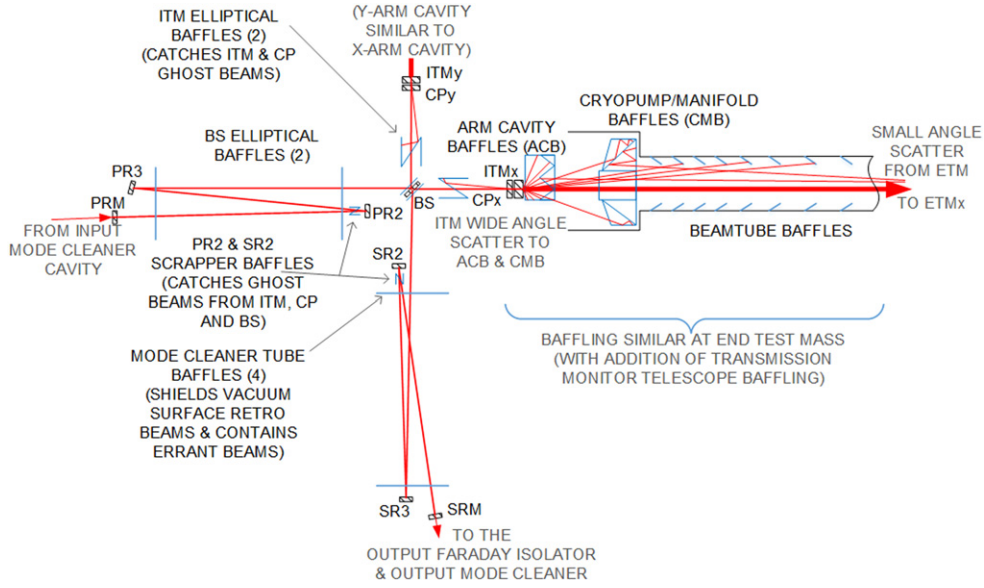 ITM ELLIPTICAL
BAFFLES (2)
(CATCHES ITM & CP
GHOST BEAMS)
(Y-ARM CAVITY
SIMILAR TO
X-ARM CAVITY)
ITMy
CPy
BS ELLIPTICAL
BAFFLES (2)
ARM CAVITY
BAFFLES (ACB)
CRYOPUMP/MANIFOLD
BAFFLES (CMB)
SMALL ANGLE
SCATTER
FROM ETM
TO ETMx
PR3
PRM
FROM INPUT
MODE CLEANER
CAVITY
PR2
BS
ITMx
CPx
ITM WIDE ANGLE
SCATTER TO
ACB & CMB
BEAMTUBE BAFFLES
PR2 & SR2
SCRAPPER BAFFLES
(CATCHES GHOST
BEAMS FROM ITM, CP
AND BS)
SR2
MODE CLEANER TUBE
BAFFLES (4)
(SHIELDS VACUUM
SURFACE RETRO
BEAMS & CONTAINS
ERRANT BEAMS)
BAFFLING SIMILAR AT END TEST MASS
(WITH ADDITION OF TRANSMISSION
MONITOR TELESCOPE BAFFLING)
SR3
SRM
TO THE
OUTPUT FARADAY ISOLATOR
& OUTPUT MODE CLEANER